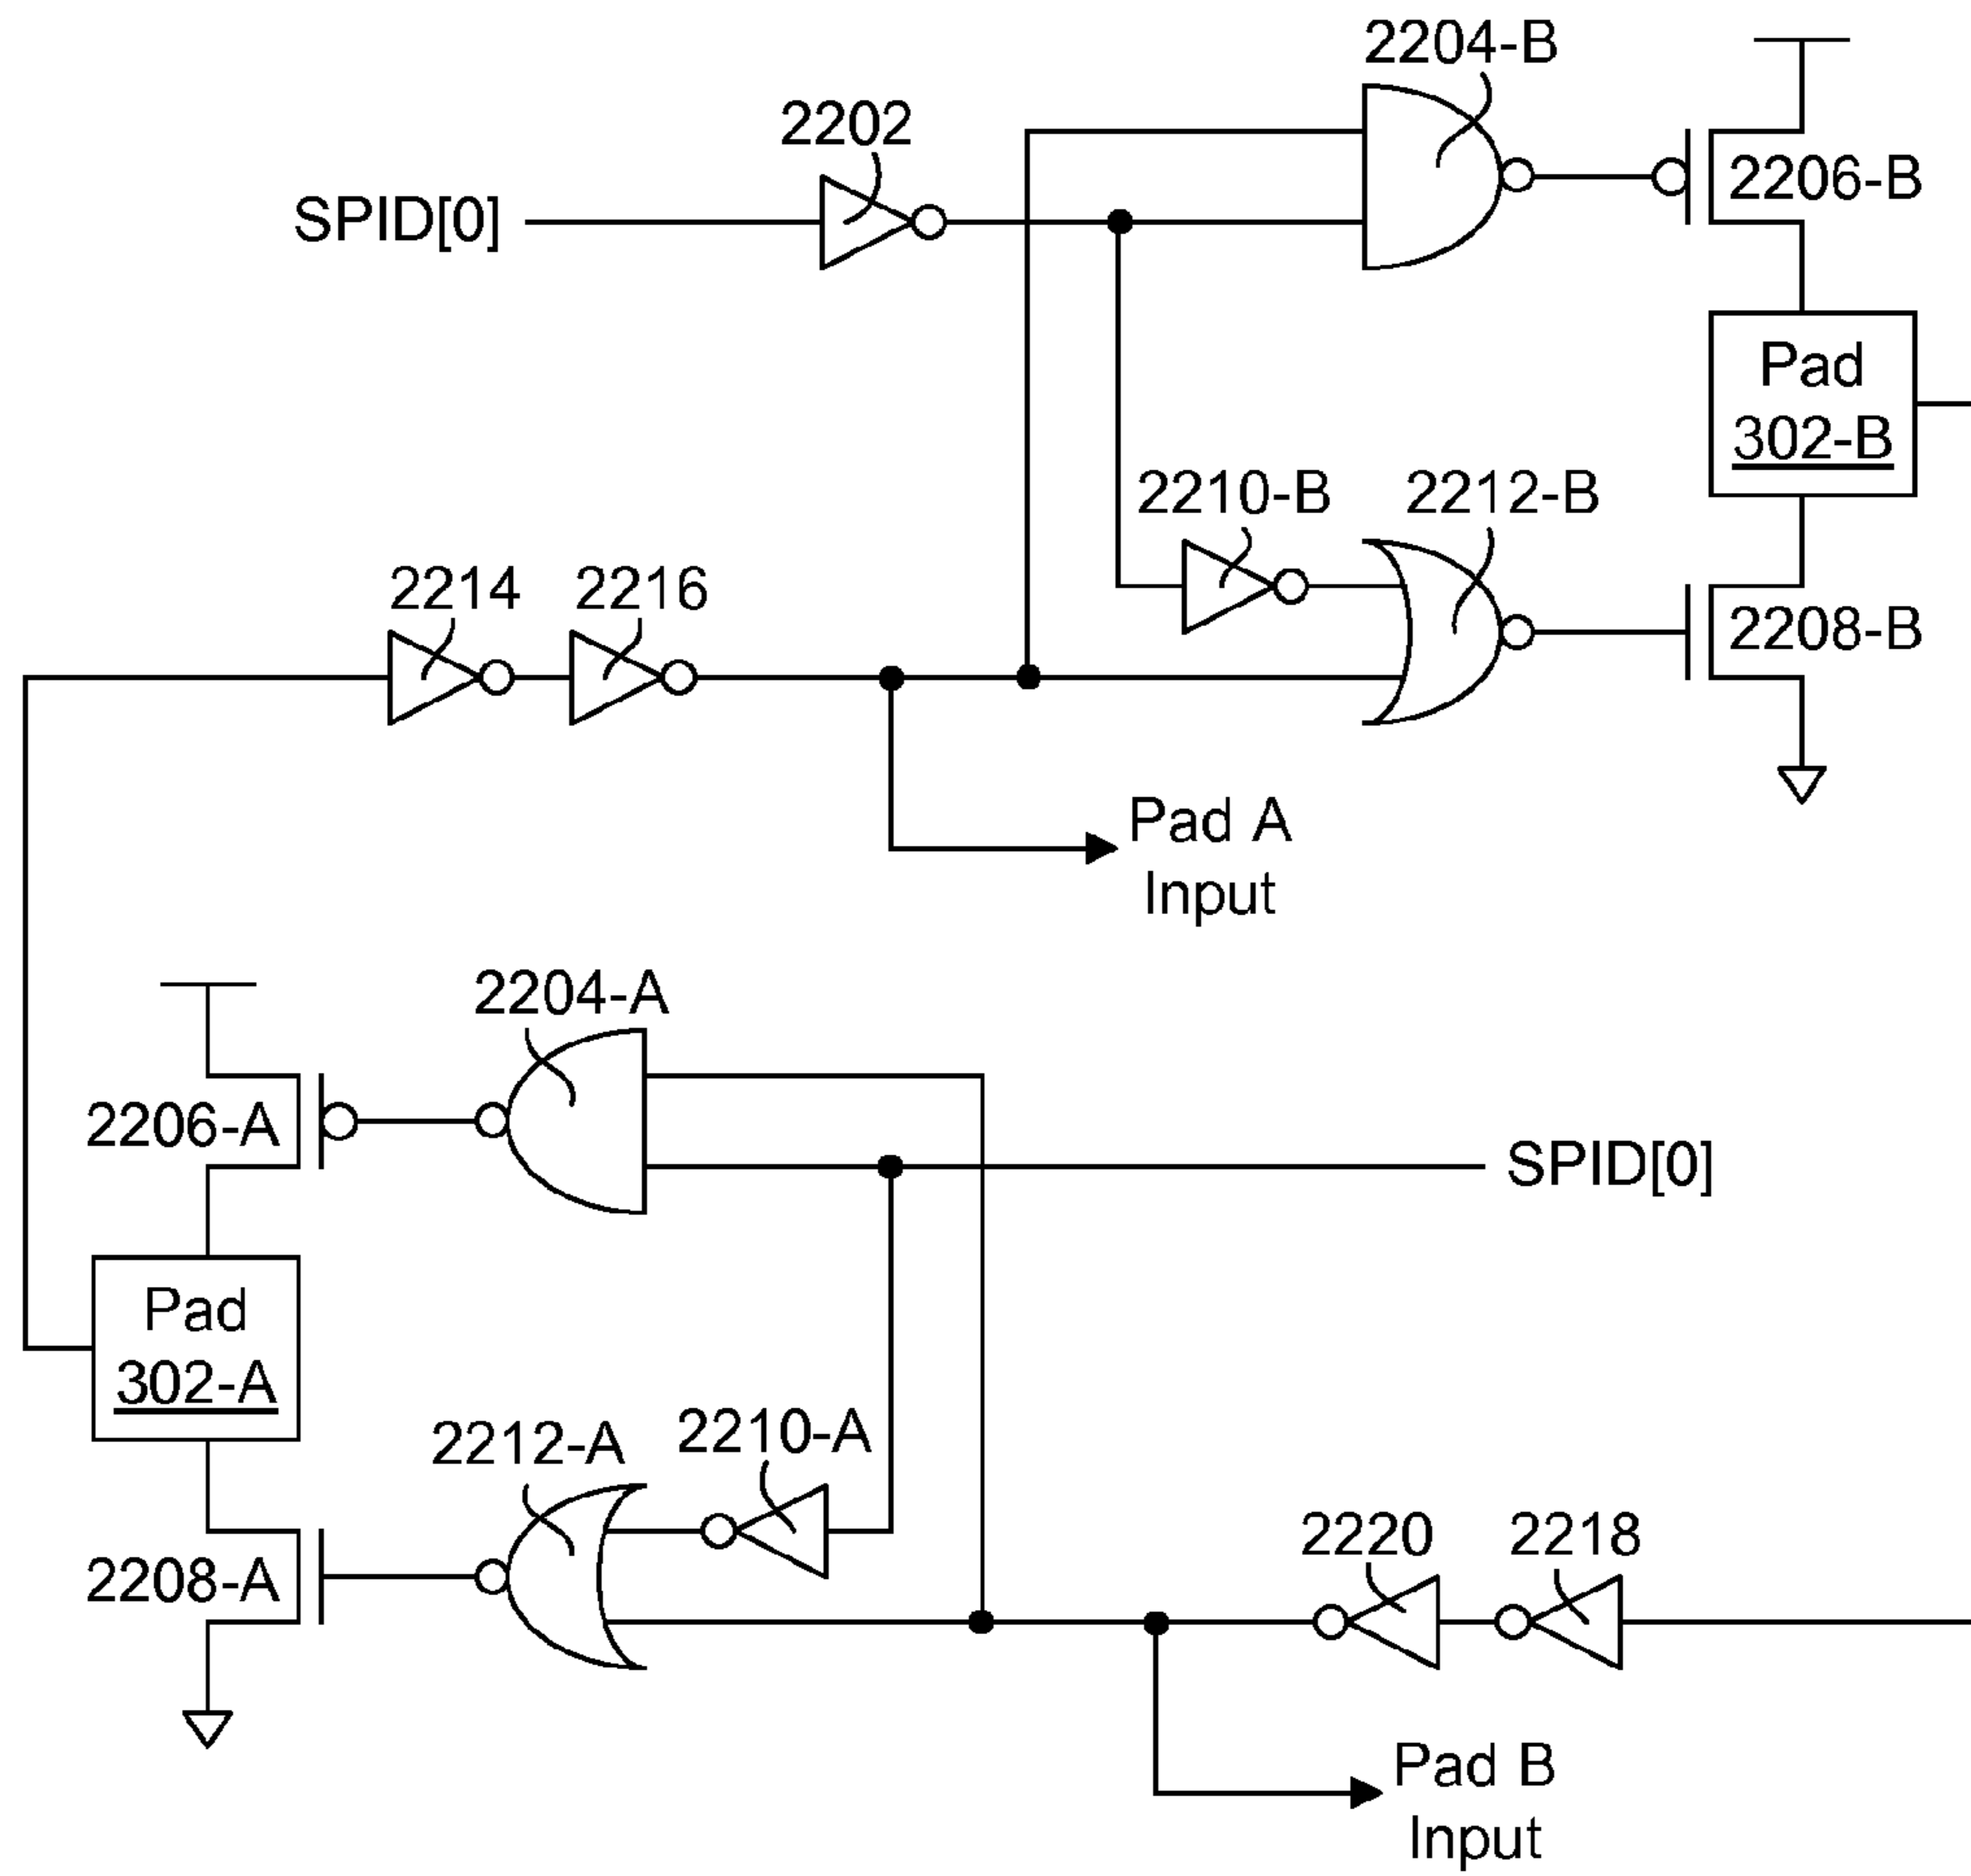 2204-B
2202
SPID[0]
2206-B
Pad
302-B
2210-B
2212-B
2214
2216
2208-B
Pad A
Input
2204-A
2206-A
SPID[0]
Pad
302-A
2212-A
2210-A
2220
2218
2208-A
Pad B
Input